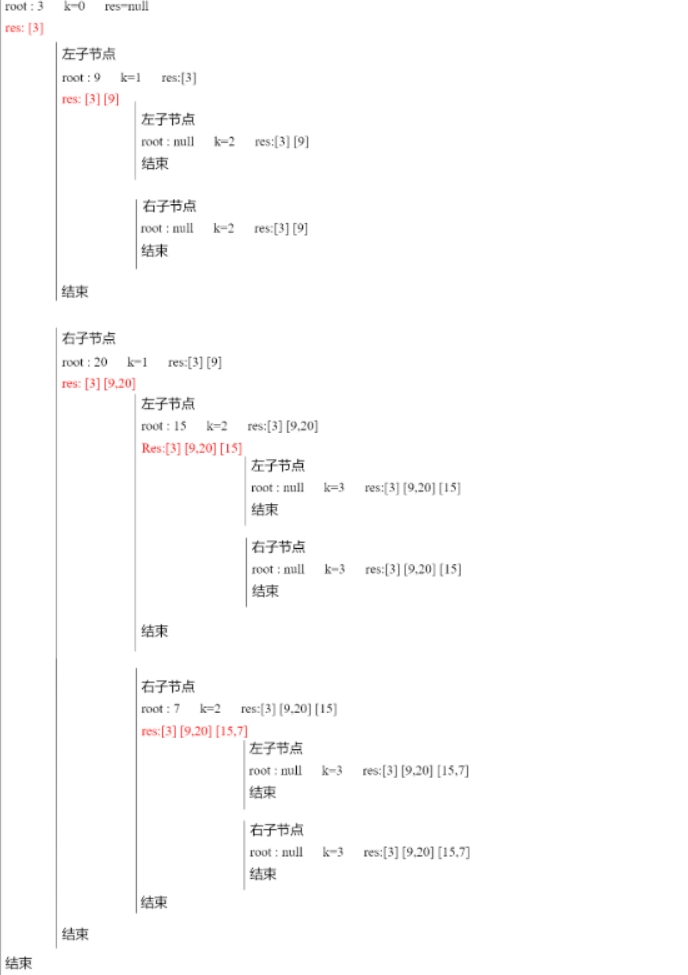 root : 3 k=0 res=null
res: [3]
左子节点
root : 9 k=1 res:[3]
res: [3] [9]
左子节点
root : null k=2 res:[3] [9]
结束
右子节点
root : null k=2 res:[3] [9]
结束
结束
右子节点
root : 20 k=1 res:[3] [9]
res: [3] [9,20]
左子节点
root : 15 k=2 res:[3] [9,20]
Res:[3] [9,20] [15]
左子节点
root : null k=3 res:[3] [9,20] [15]
结束
右子节点
root : null k=3 res:[3] [9,20] [15]
结束
结束
右子节点
root : 7 k=2 res:[3] [9,20] [15]
res:[3] [9,20] [15,7]
左子节点
root : null k=3 res:[3] [9,20] [15,7]
结束
右子节点
root : null k=3 res:[3] [9,20] [15,7]
结束
结束
结束
结束